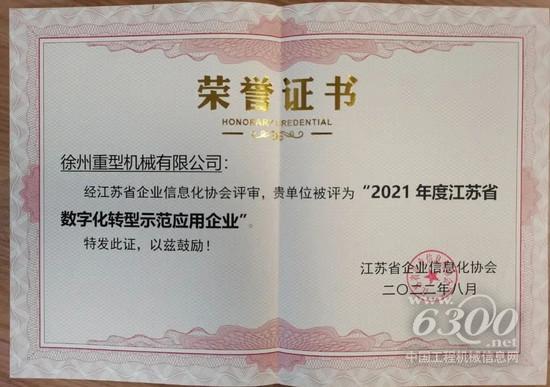 荣誉证书
HONORARY CREDENTIAL
徐州重型机械有限公司：
经江苏省企业信息化协会评审，贵单位被评为“2021年度江苏省
数字化转型示范应用企业”。
特发此证，以兹鼓励！
江苏省企业信息化协会
二〇二二年八月
www.6300.net
中国工程机械信息网